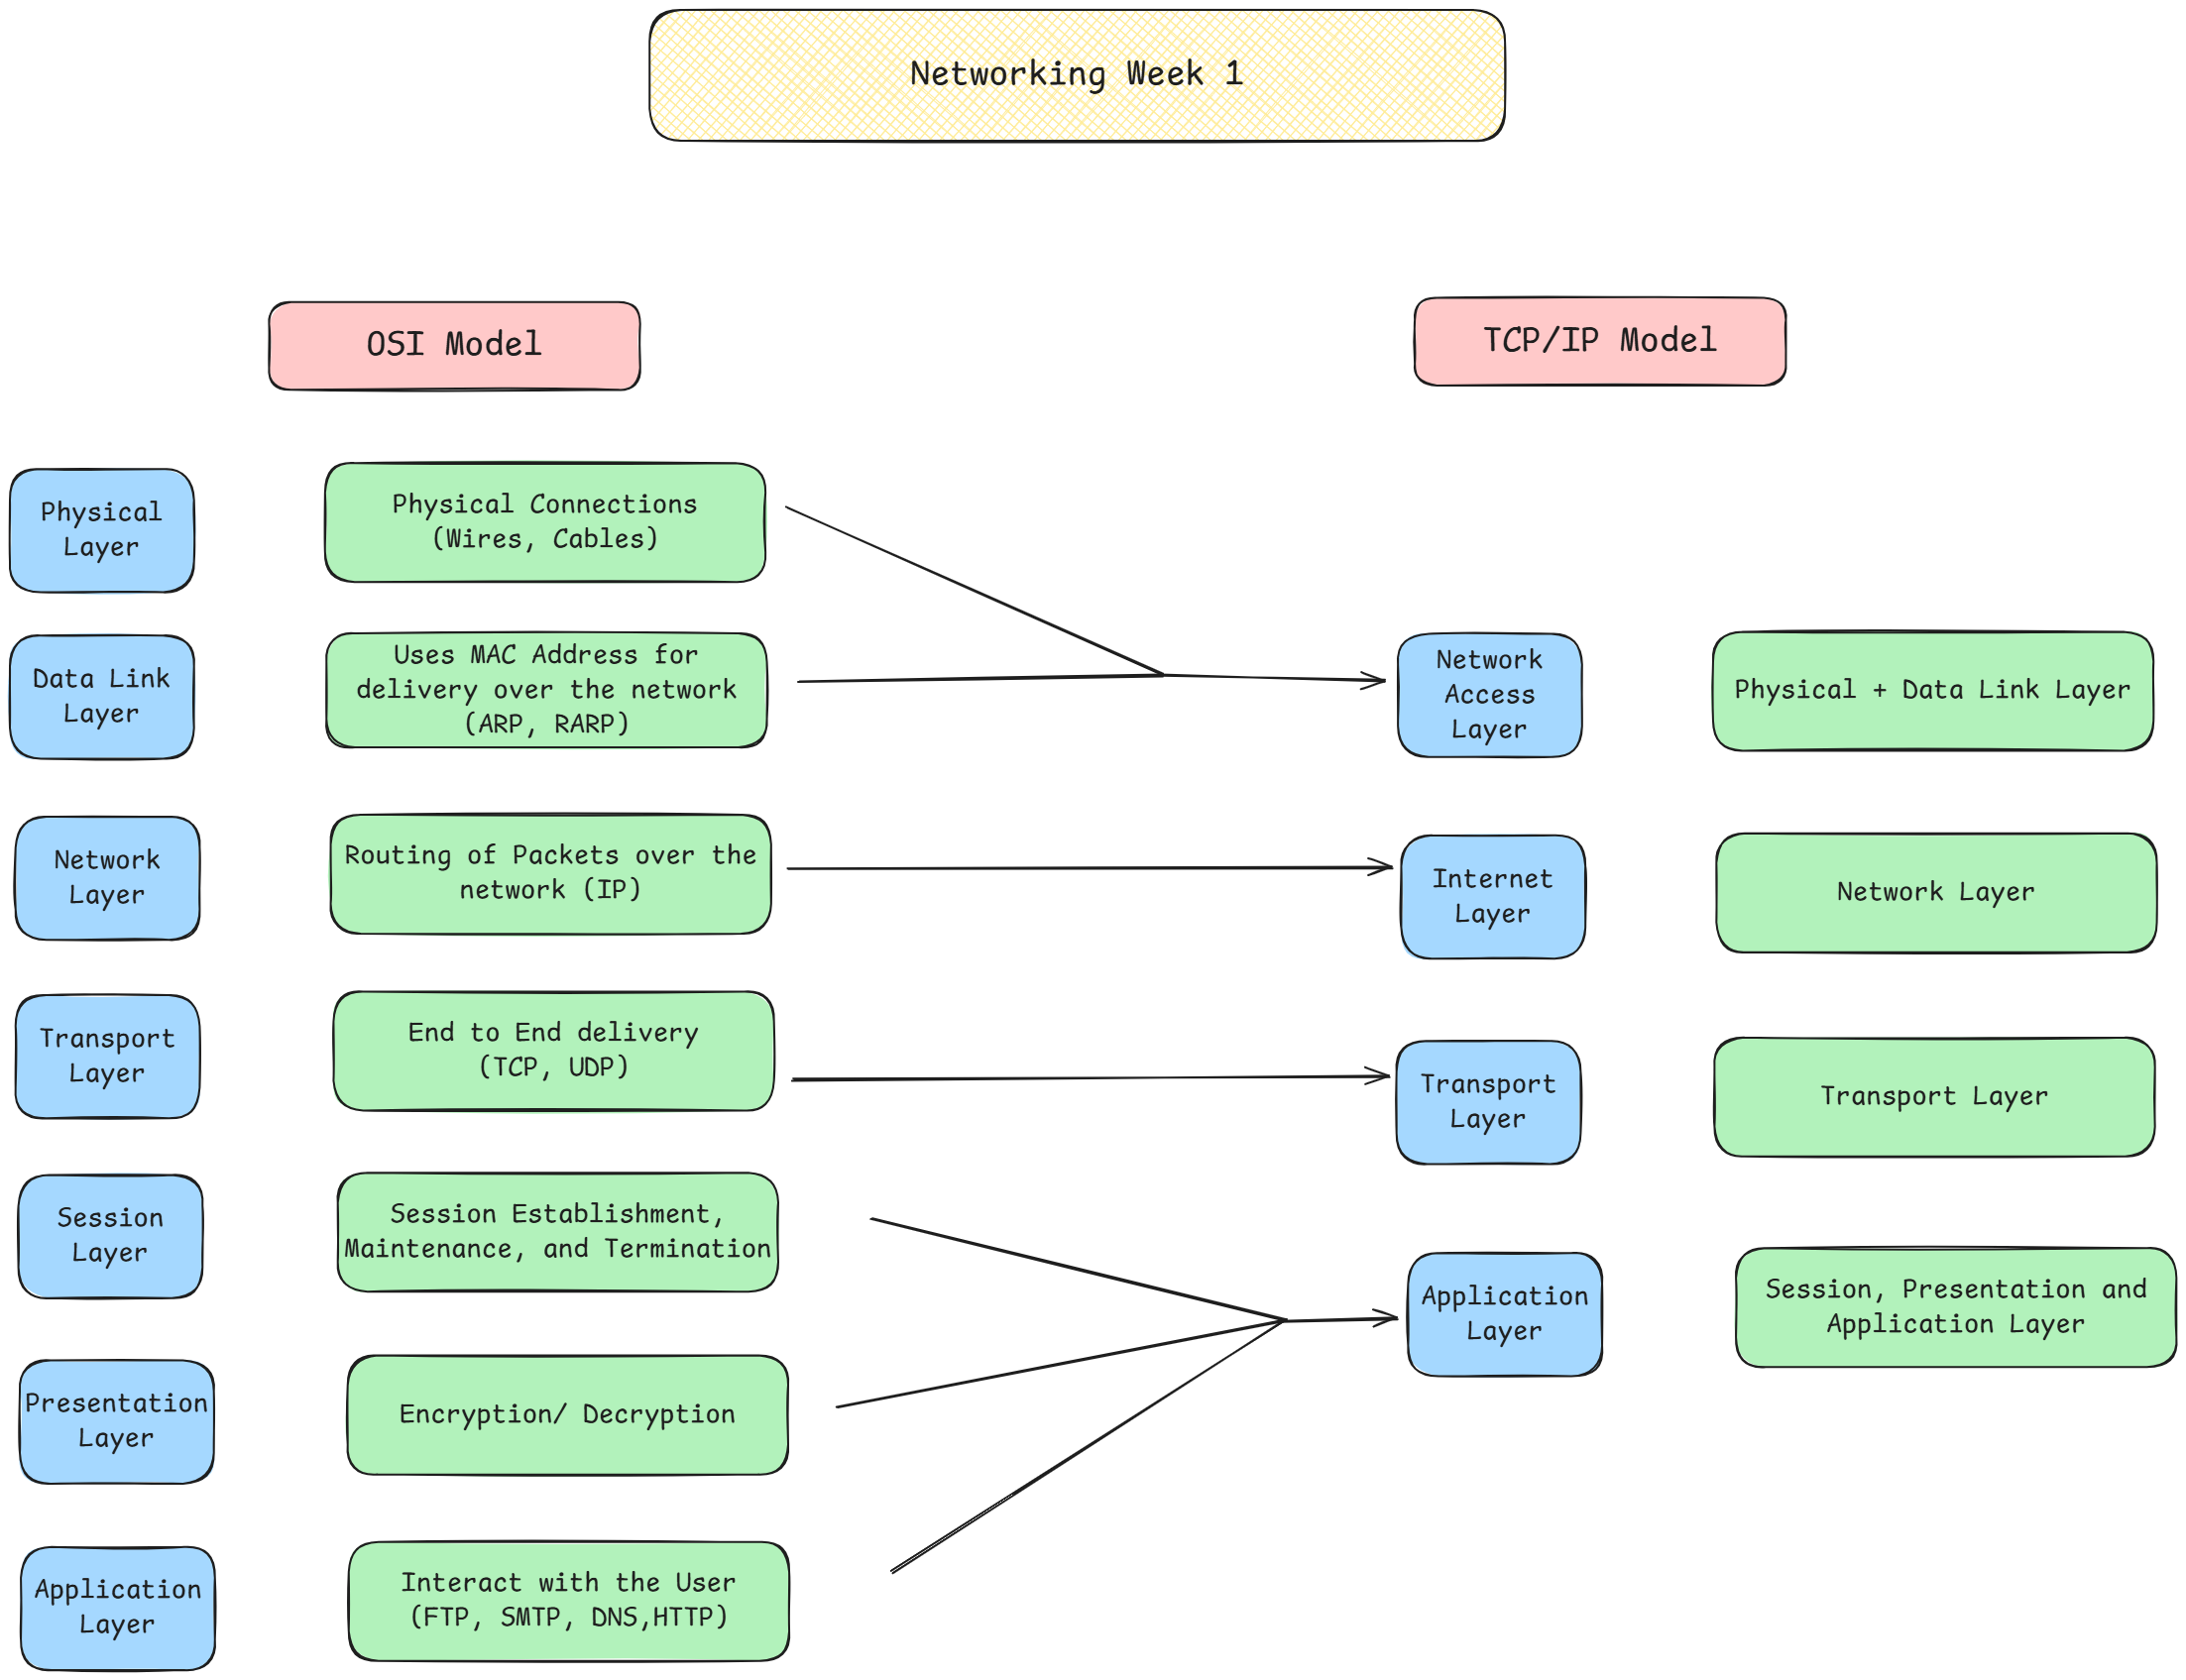 Networking Week 1
OSI Model
TCP/IP Model
Physical
Layer
Physical Connections
(Wires, Cables)
Data Link
Layer
Uses MAC Address for
delivery over the network
(ARP, RARP)
Network
Access
Layer
Physical + Data Link Layer
Network
Layer
Routing of Packets over the
network (IP)
Internet
Layer
Network Layer
Transport
Layer
End to End delivery
(TCP, UDP)
Transport
Layer
Transport Layer
Session
Layer
Session Establishment,
Maintenance, and Termination
Application
Layer
Session, Presentation and
Application Layer
Presentation
Layer
Encryption/ Decryption
Application
Layer
Interact with the User
(FTP, SMTP, DNS,HTTP)